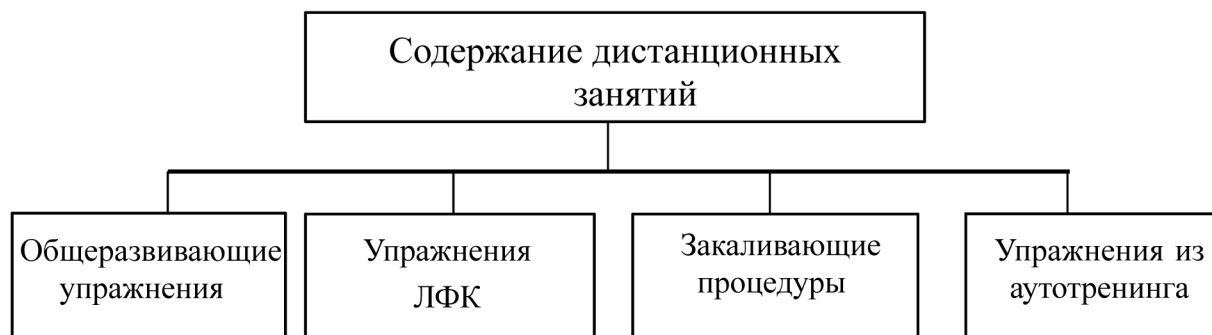 Содержание дистанционных
занятий
Общеразвивающие
упражнения
Упражнения
ЛФК
Закаливающие
процедуры
Упражнения из
аутотренинга